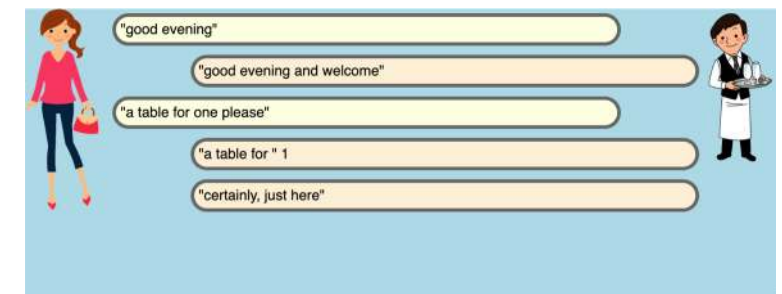 "good evening"
"good evening and welcome"
"a table for one please"
"a table for " 1
"certainly, just here"